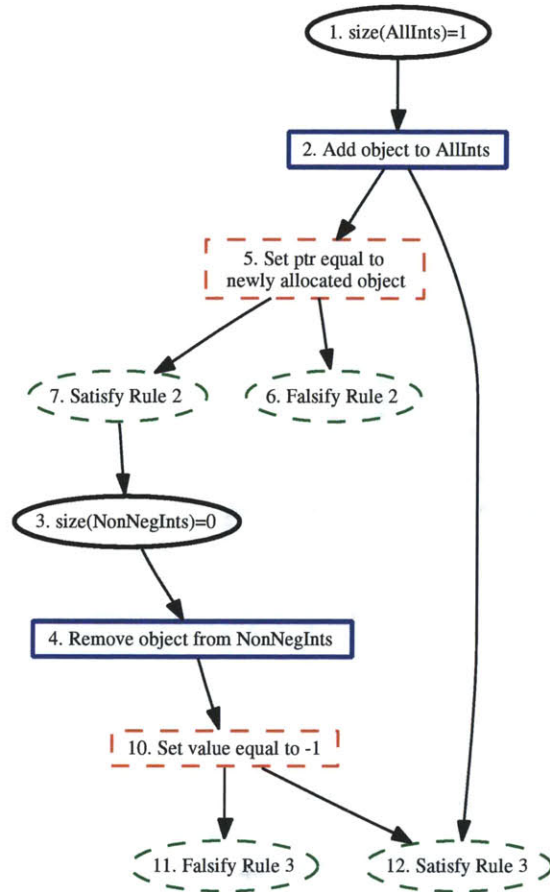 1. size(AllInts)=1
2. Add object to AllInts
5. Set ptr equal to
newly allocated object
7. Satisfy Rule 2
6. Falsify Rule 2
3. size(NonNegInts)=0
4. Remove object from NonNegInts
10. Set value equal to -1
11. Falsify Rule 3
12. Satisfy Rule 3